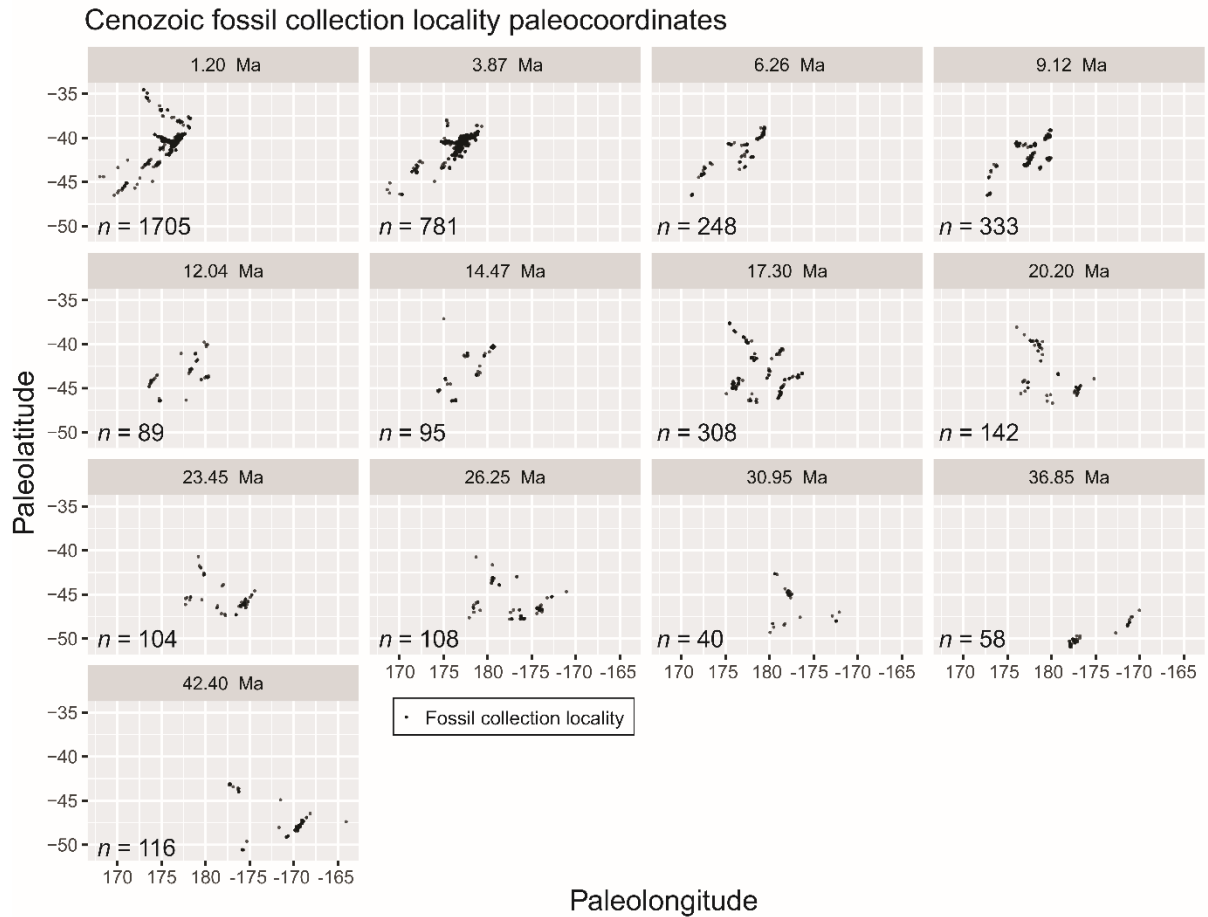 Cenozoic fossil collection locality paleocoordinates
1.20 Ma
3.87 Ma
6.26 Ma
9.12 Ma
−35
−40
−45
−50
n = 1705
n = 781
n = 248
n = 333
12.04 Ma
14.47 Ma
17.30 Ma
20.20 Ma
−35
−40
−45
−50
n = 89
n = 95
n = 308
n = 142
Paleolatitude
23.45 Ma
26.25 Ma
30.95 Ma
36.85 Ma
−35
−40
−45
−50
n = 104
n = 108
n = 40
n = 58
170 175 180 -175 -170 -165
170 175 180 -175 -170 -165
170 175 180 -175 -170 -165
42.40 Ma
Fossil collection locality
−35
−40
−45
−50
n = 116
170 175 180 -175 -170 -165
Paleolongitude